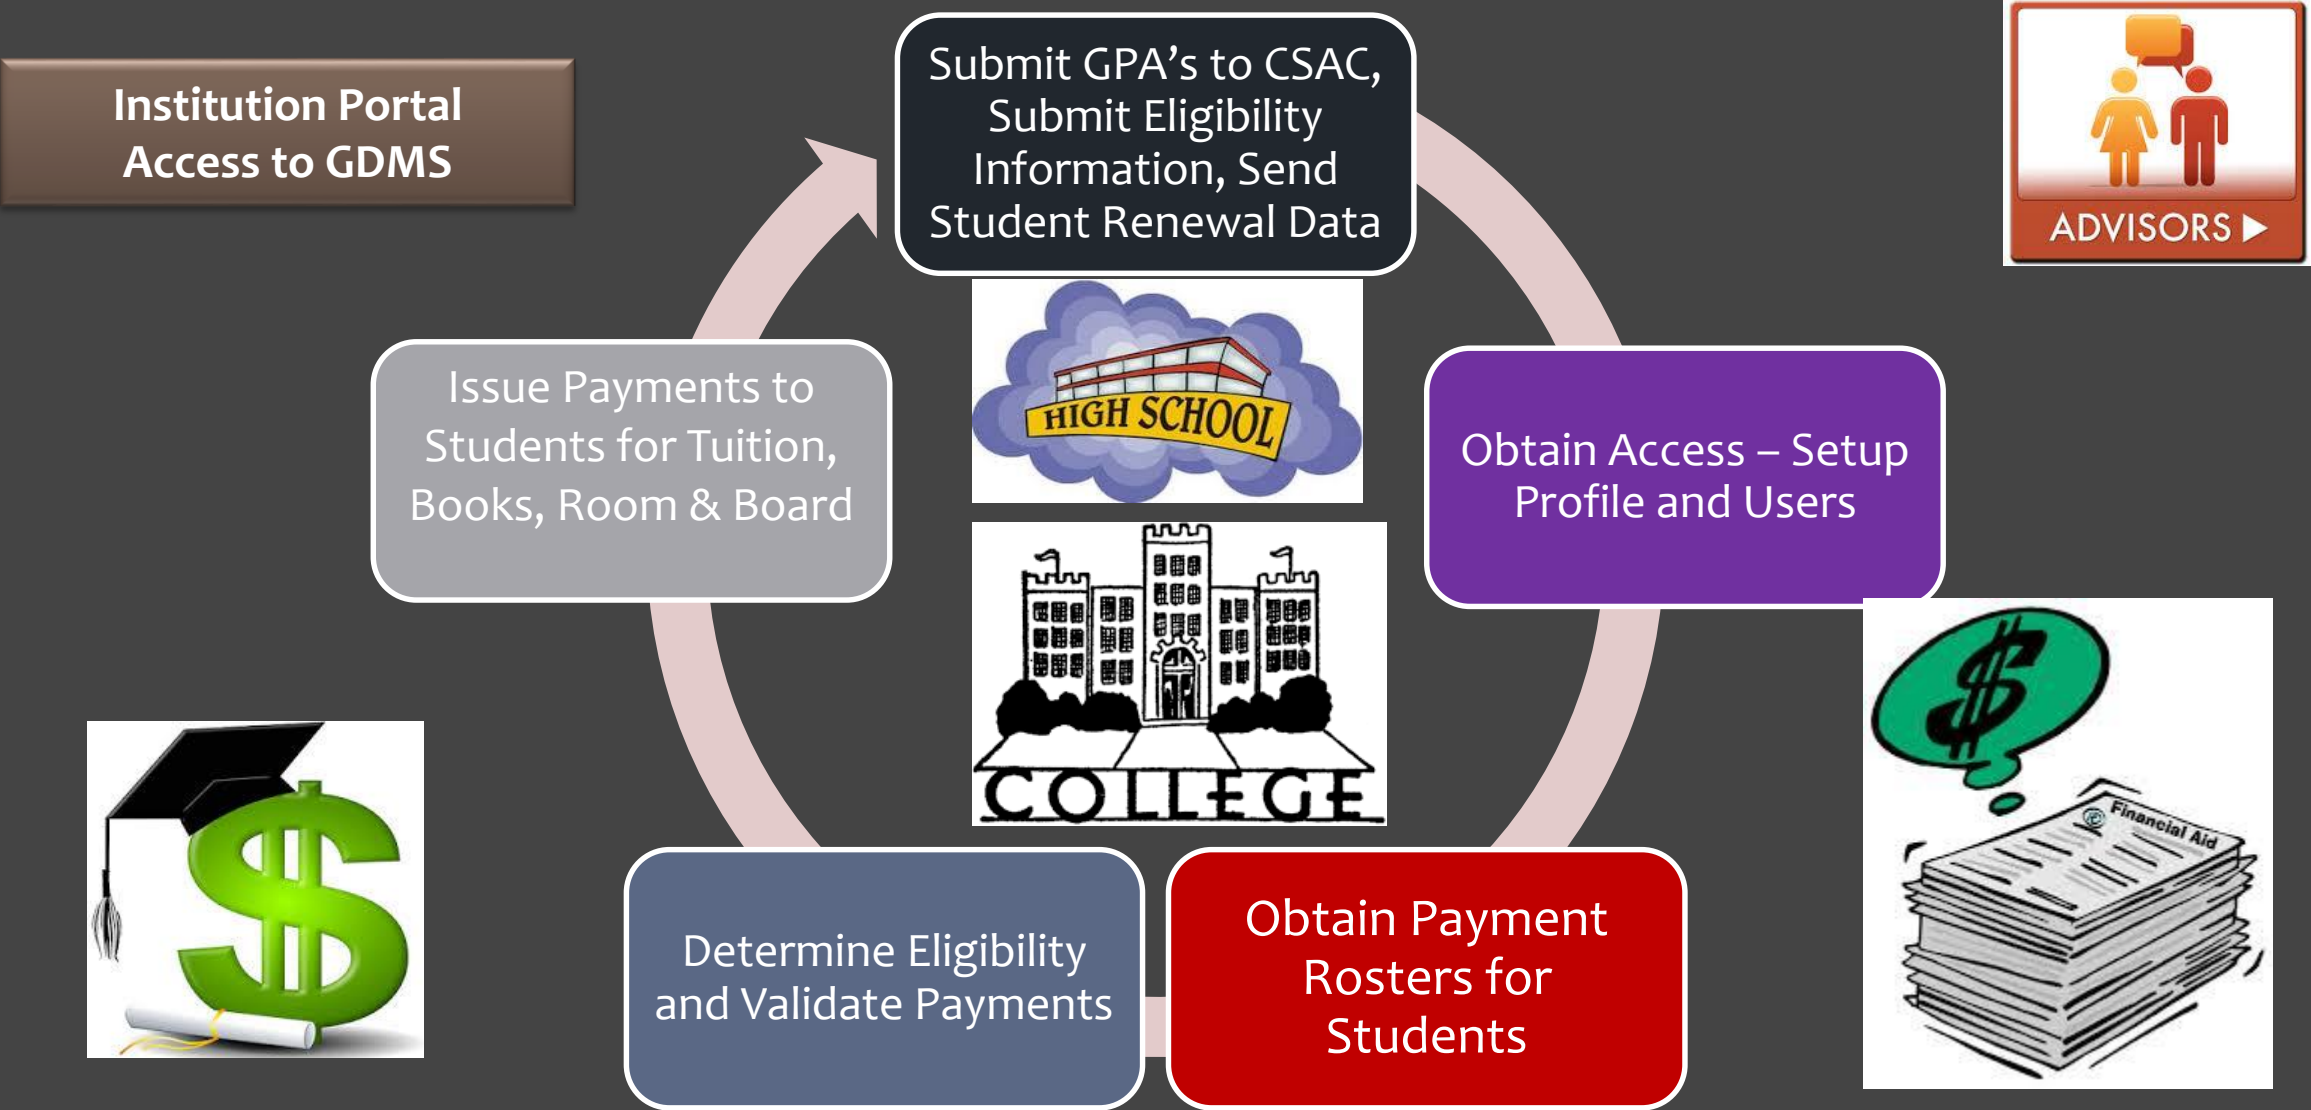 Institution Portal
Access to GDMS
Submit GPA’s to CSAC,
Submit Eligibility
Information, Send
Student Renewal Data
ADVISORS
HIGH SCHOOL
Issue Payments to
Students for Tuition,
Books, Room & Board
Obtain Access – Setup
Profile and Users
COLLEGE
Financial Aid
Determine Eligibility
and Validate Payments
Obtain Payment
Rosters for
Students